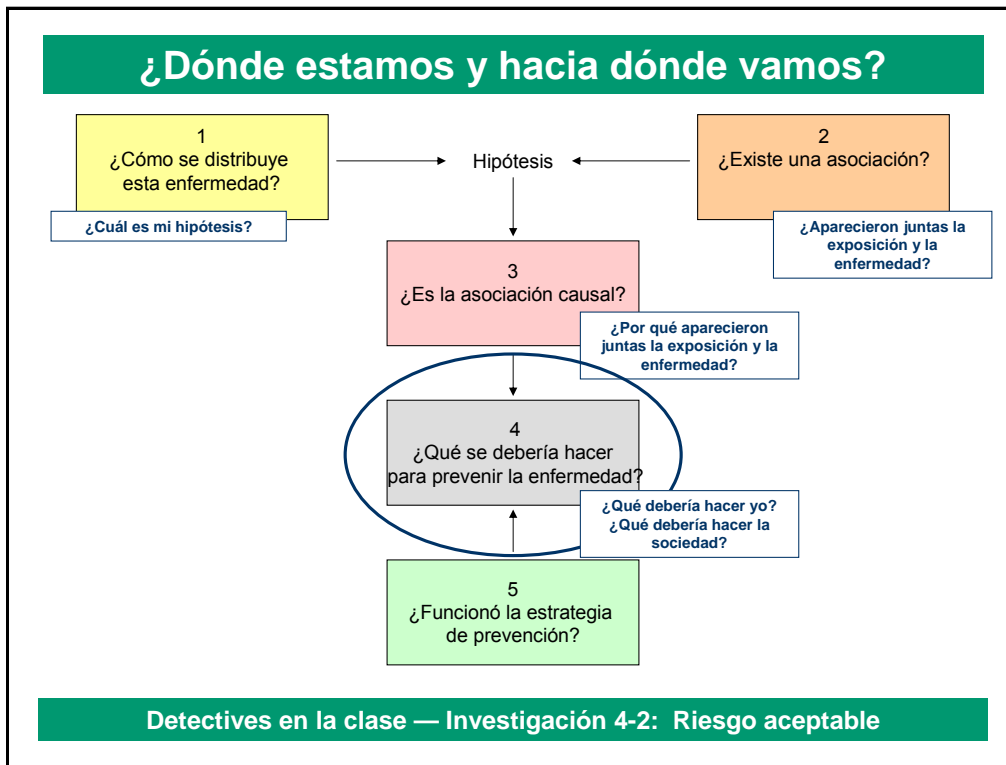 ¿Dónde estamos y hacia dónde vamos?
1
¿Cómo se distribuye
esta enfermedad?
¿Cuál es mi hipótesis?
Hipótesis
2
¿Existe una asociación?
¿Aparecieron juntas la
exposición y la
enfermedad?
3
¿Es la asociación causal?
¿Por qué aparecieron
juntas la exposición y la
enfermedad?
4
¿Qué se debería hacer
para prevenir la enfermedad?
¿Qué debería hacer yo?
¿Qué debería hacer la
sociedad?
5
¿Funcionó la estrategia
de prevención?
Detectives en la clase — Investigación 4-2: Riesgo aceptable